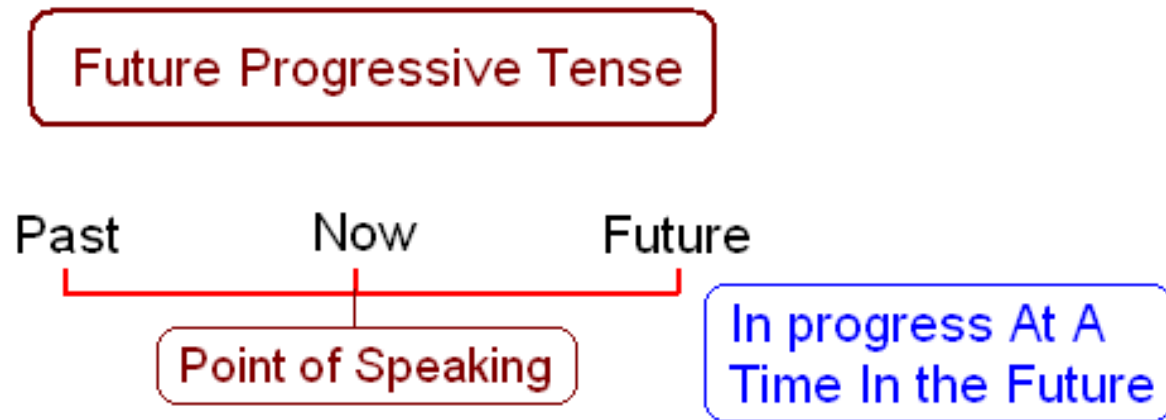 Future Progressive Tense
Past Now Future
Point of Speaking
In progress At A
Time In the Future